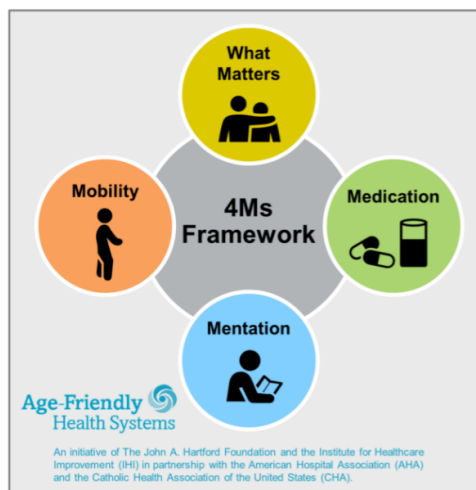 What
Matters
Mobility
4Ms
Framework
Medication
Mentation
Age-Friendly
Health Systems
An initiative of The John A. Hartford Foundation and the Institute for Healthcare
Improvement (IHI) in partnership with the American Hospital Association (AHA)
and the Catholic Health Association of the United States (CHA).